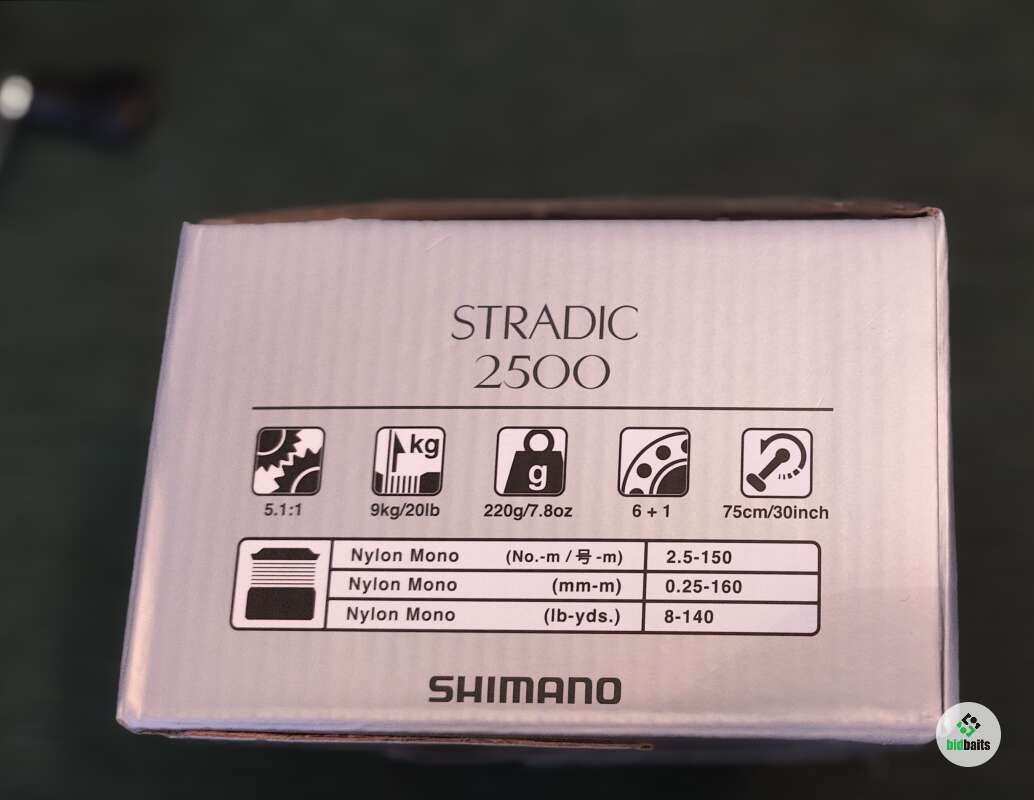 STRADIC
2500
kg
g
5.1:1 9kg/20lb 220g/7.8oz 6 + 1 75cm/30inch
Nylon Mono (No.-m / 号 -m) 2.5-150
Nylon Mono (mm-m) 0.25-160
Nylon Mono (lb-yds.) 8-140
SHIMANO
bidbaits